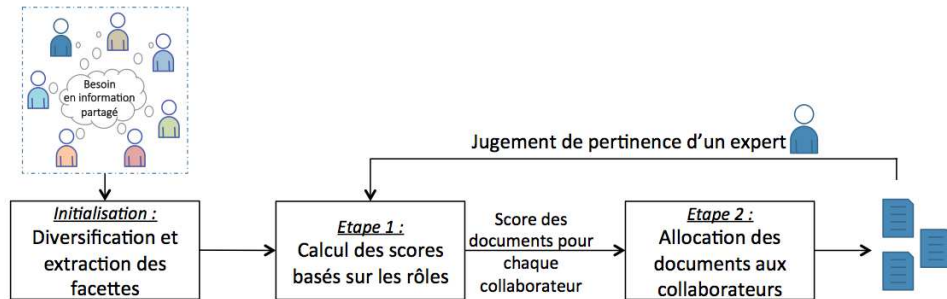 Besoin
en information
partagé
Jugement de pertinence d'un expert
Initialisation :
Diversification et
extraction des
facettes
Etape 1 :
Calcul des scores
basés sur les rôles
Score des
documents pour
chaque
collaborateur
Etape 2 :
Allocation des
documents aux
collaborateurs